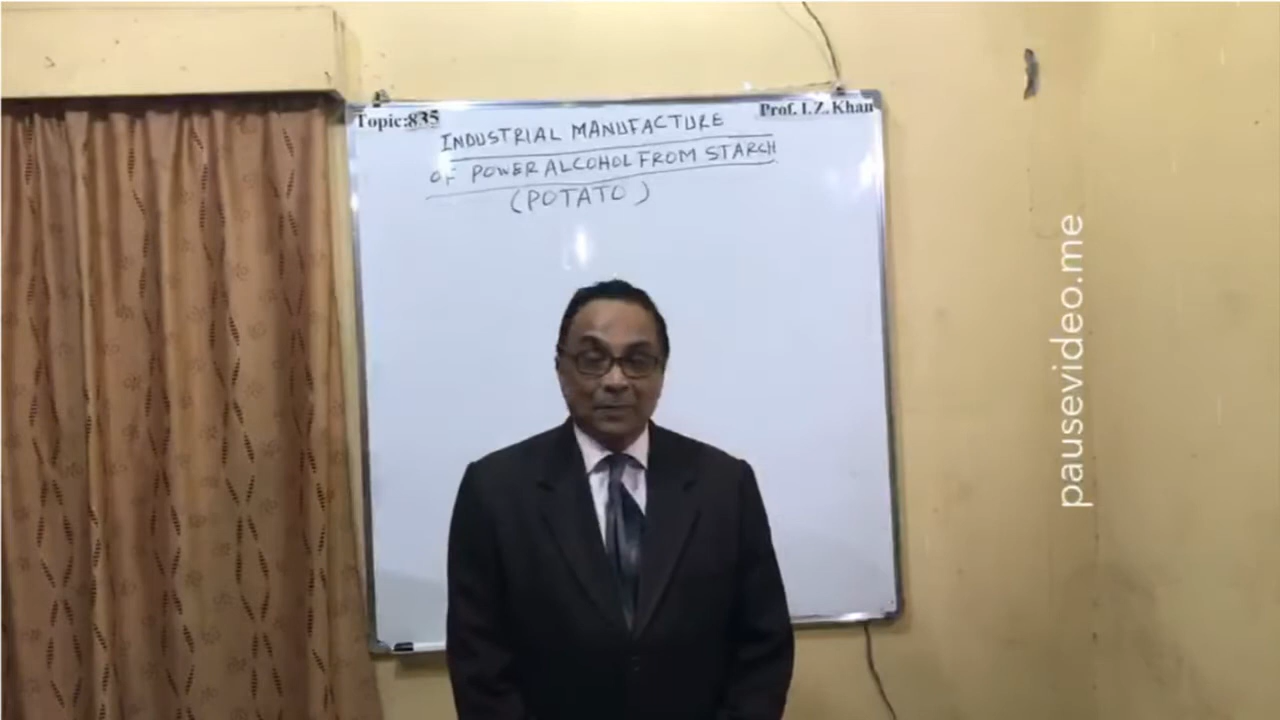 Topic:835
Prof. I.Z. Khan
INDUSTRIAL MANUFACTURE
OF POWER ALCOHOL FROM STARCH
(POTATO)
pausevideo.me